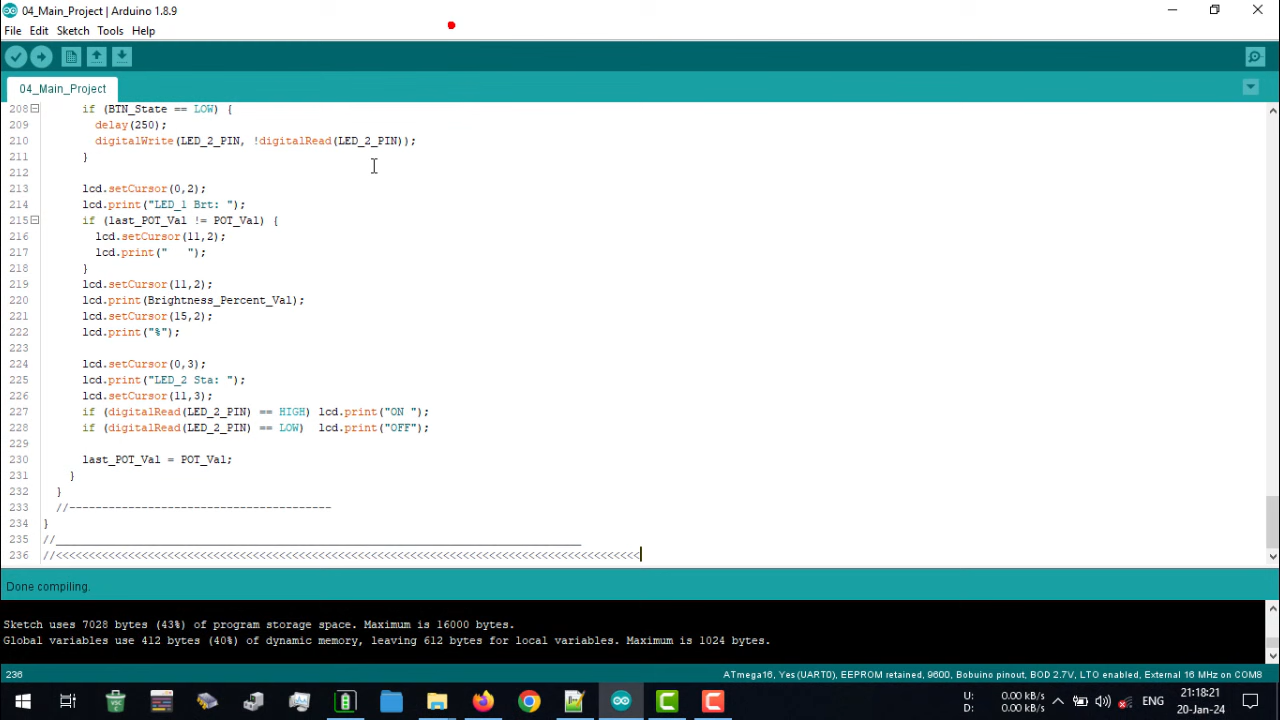 04_Main_Project | Arduino 1.8.9
File Edit Sketch Tools Help
04_Main_Project
208 if (BTN_State == LOW) {
209 delay(250);
210 digitalWrite(LED_2_PIN, !digitalRead(LED_2_PIN));
211 }
212
213 lcd.setCursor(0,2);
214 lcd.print("LED_1 Brt: ");
215 if (last_POT_Val != POT_Val) {
216 lcd.setCursor(11,2);
217 lcd.print("   ");
218 }
219 lcd.setCursor(11,2);
220 lcd.print(Brightness_Percent_Val);
221 lcd.setCursor(15,2);
222 lcd.print("%");
223
224 lcd.setCursor(0,3);
225 lcd.print("LED_2 Sta: ");
226 lcd.setCursor(11,3);
227 if (digitalRead(LED_2_PIN) == HIGH) lcd.print("ON ");
228 if (digitalRead(LED_2_PIN) == LOW)  lcd.print("OFF");
229
230 last_POT_Val = POT_Val;
231 }
232 }
233 //----------------------------------------
234 }
235 //________________________________________________________________________________
236 //<<<<<<<<<<<<<<<<<<<<<<<<<<<<<<<<<<<<<<<<<<<<<<<<<<<<<<<<<<<<<<<<<<<<<<<<<<<<<<<<<<<<<<<<<
Done compiling.
Sketch uses 7028 bytes (43%) of program storage space. Maximum is 16000 bytes.
Global variables use 412 bytes (40%) of dynamic memory, leaving 612 bytes for local variables. Maximum is 1024 bytes.
236 ATmega16, Yes (UART0), EEPROM retained, 9600, Bobuino pinout, BOD 2.7V, LTO enabled, External 16 MHz on COM8
U: 0.00 kB/s
D: 0.00 kB/s
ENG
21:18:21
20-Jan-24